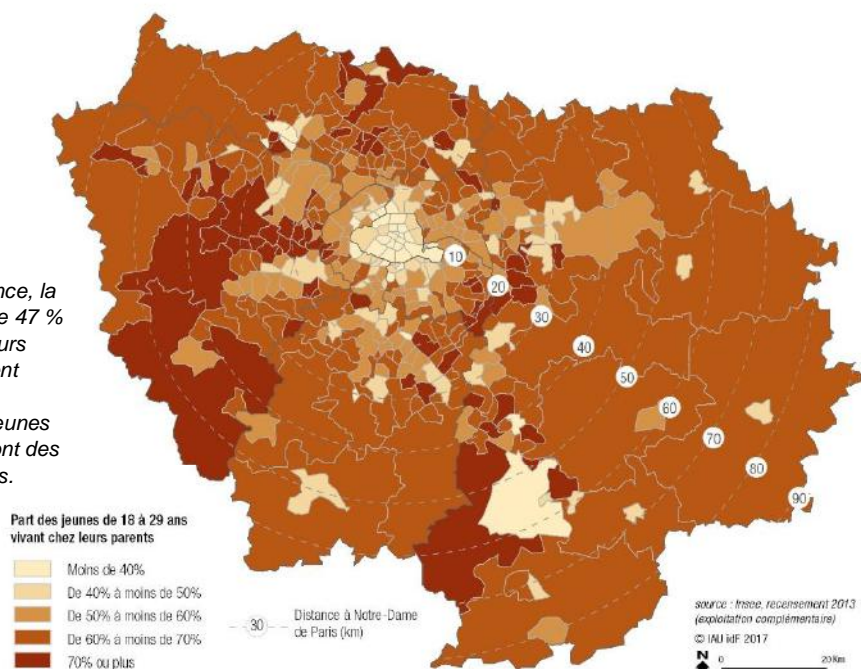 nce, la
e 47 %
urs
nt
eunes
ont des
s.
10
20
30
40
50
60
70
80
90
Part des jeunes de 18 à 29 ans
vivant chez leurs parents
Moins de 40%
De 40% à moins de 50%
De 50% à moins de 60%
De 60% à moins de 70%
70% ou plus
30
Distance à Notre-Dame
de Paris (km)
source : Insee, recensement 2013
(exploitation complémentaire)
© IAU îdF 2017
N 0 20 Km